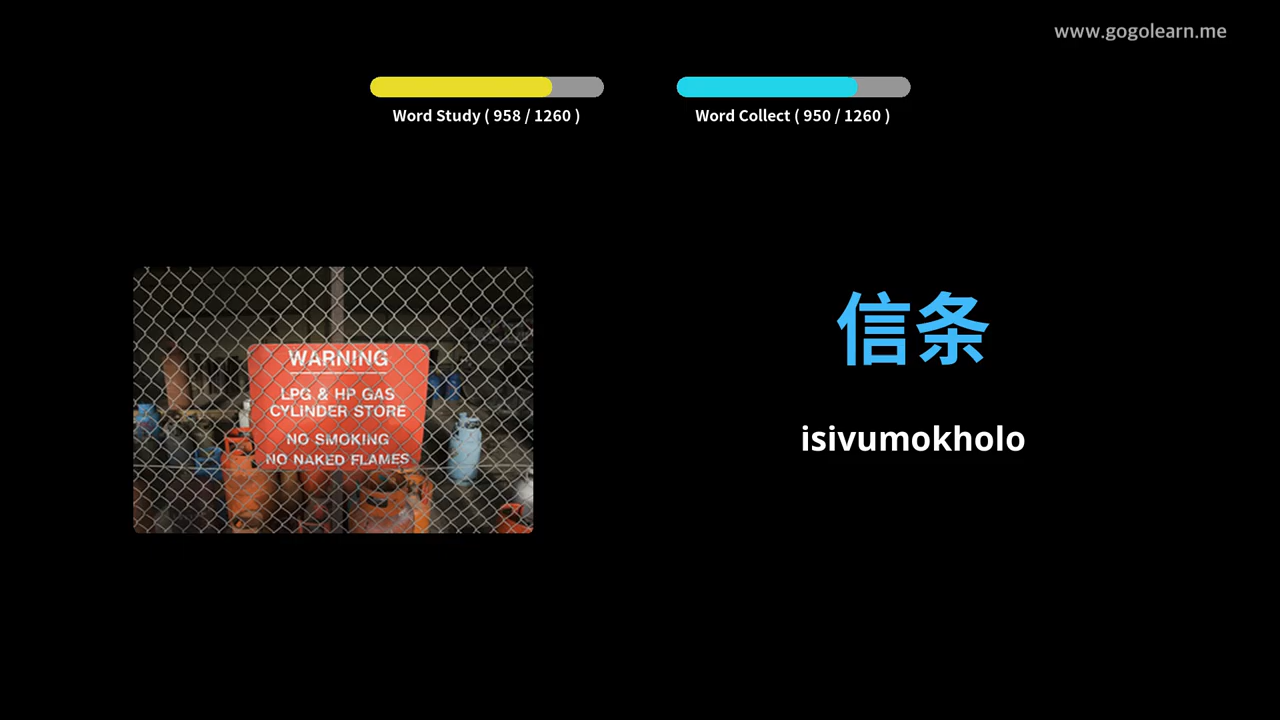 www.gogolearn.me
Word Study ( 958 / 1260 )
Word Collect ( 950 / 1260 )
WARNING
LPG & HP GAS
CYLINDER STORE
NO SMOKING
NO NAKED FLAMES
信条
isivumokholo